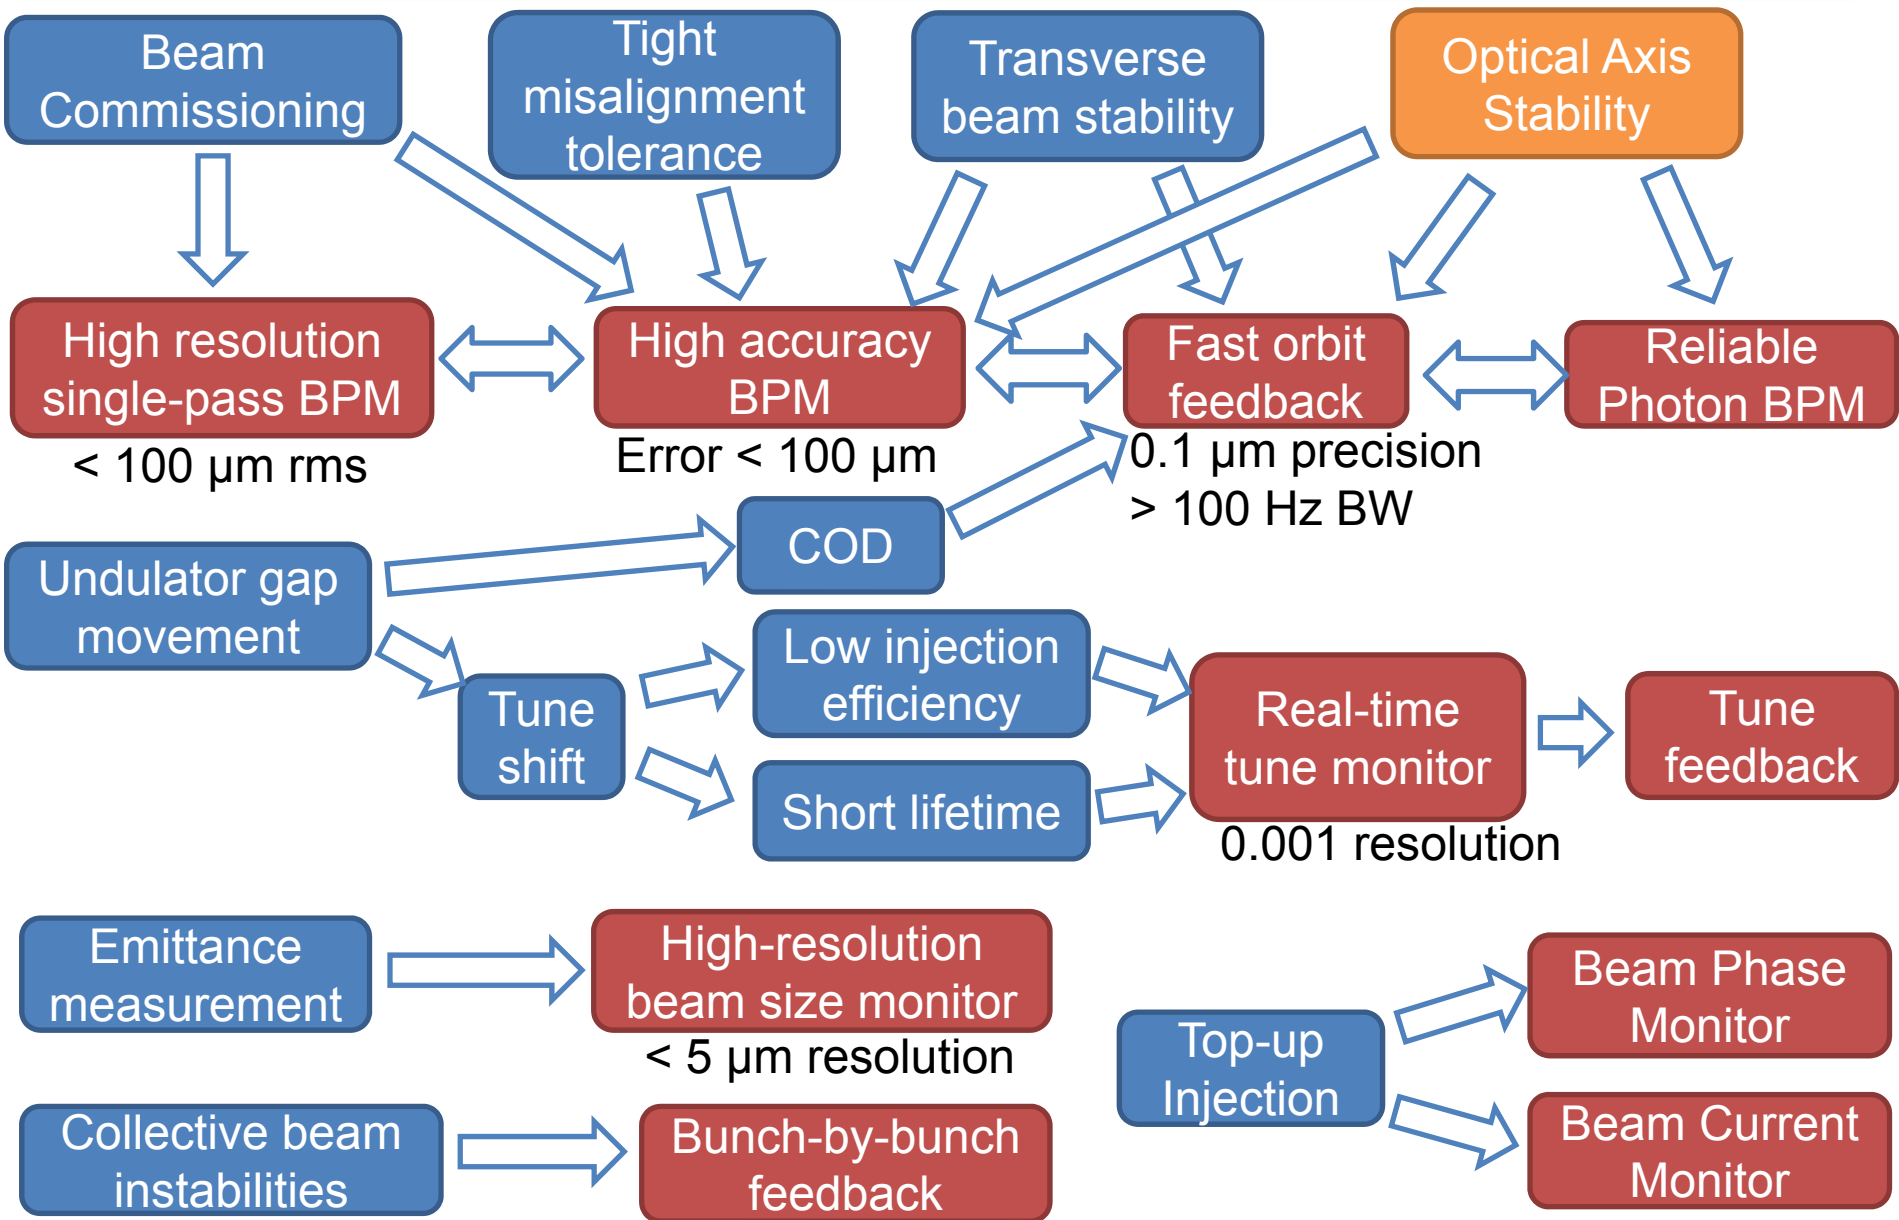 Beam
Commissioning
Tight
misalignment
tolerance
Transverse
beam stability
Optical Axis
Stability
High resolution
single-pass BPM
< 100 µm rms
High accuracy
BPM
Error < 100 µm
Fast orbit
feedback
0.1 µm precision
> 100 Hz BW
Reliable
Photon BPM
Undulator gap
movement
COD
Tune
shift
Low injection
efficiency
Short lifetime
Real-time
tune monitor
0.001 resolution
Tune
feedback
Emittance
measurement
High-resolution
beam size monitor
< 5 µm resolution
Collective beam
instabilities
Bunch-by-bunch
feedback
Top-up
Injection
Beam Phase
Monitor
Beam Current
Monitor